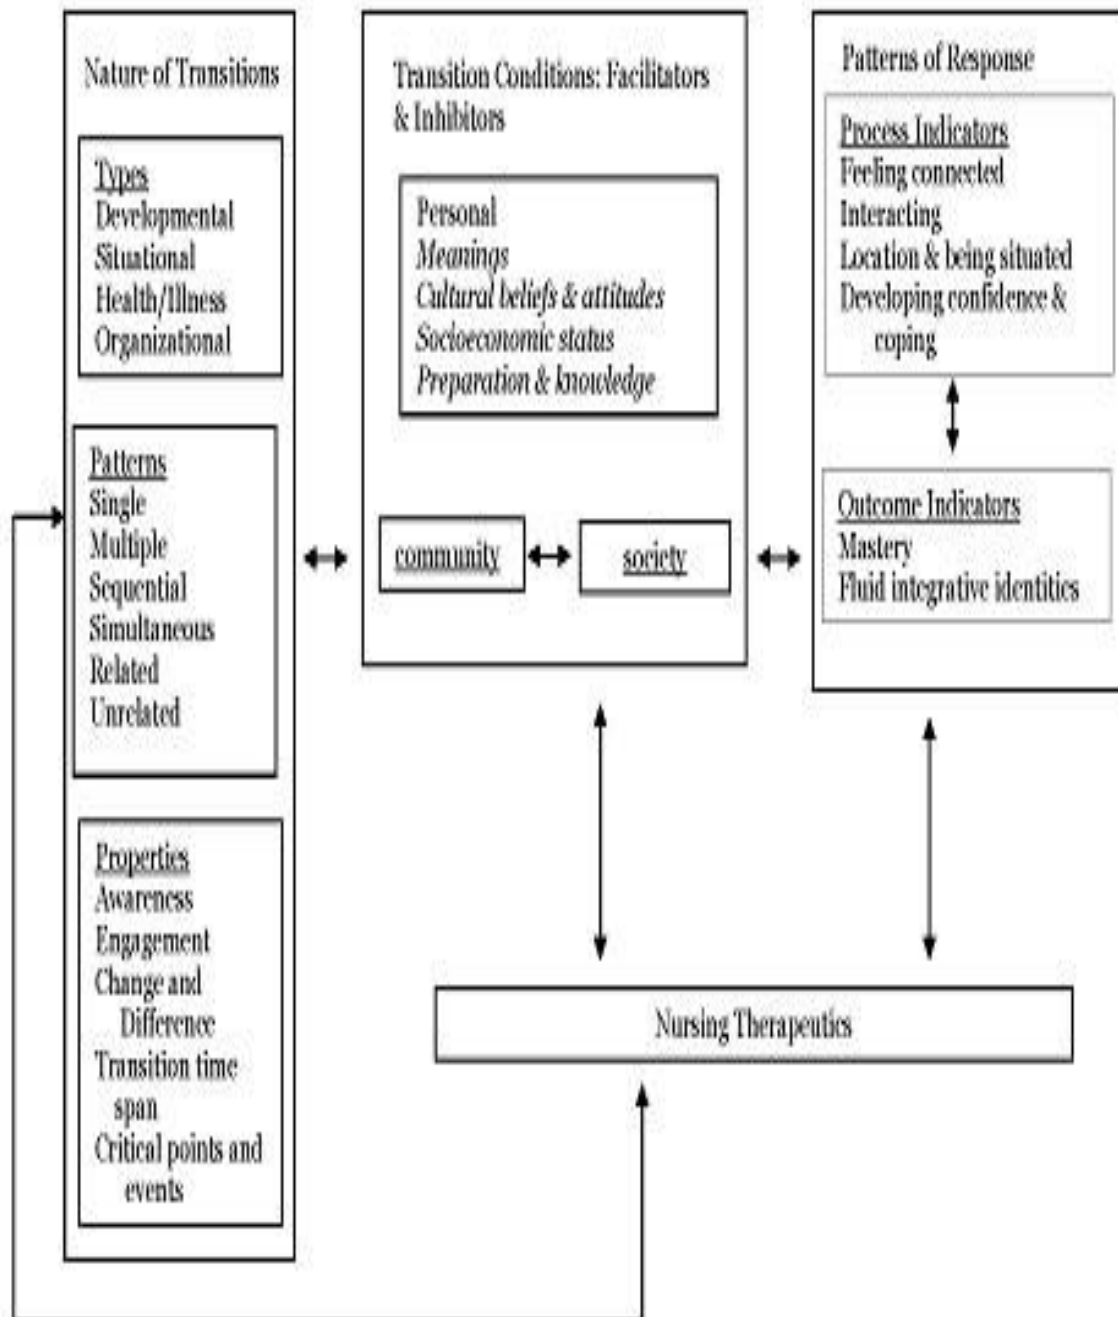 Nature of Transitions
Types
Developmental
Situational
Health/Illness
Organizational
Patterns
Single
Multiple
Sequential
Simultaneous
Related
Unrelated
Properties
Awareness
Engagement
Change and
Difference
Transition time
span
Critical points and
events
Transition Conditions: Facilitators
& Inhibitors
Personal
Meanings
Cultural beliefs & attitudes
Socioeconomic status
Preparation & knowledge
community
society
Patterns of Response
Process Indicators
Feeling connected
Interacting
Location & being situated
Developing confidence &
coping
Outcome Indicators
Mastery
Fluid integrative identities
Nursing Therapeutics